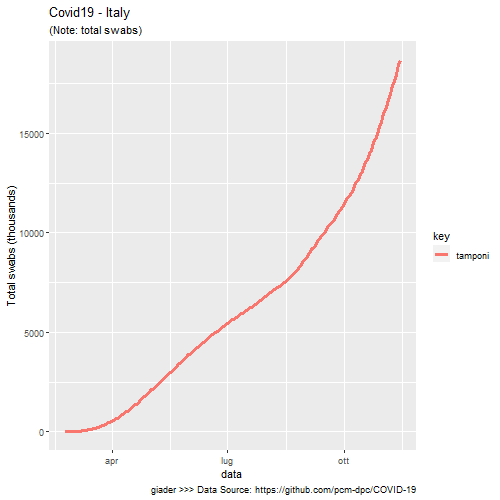 Covid19 - Italy
(Note: total swabs)
Total swabs (thousands)
15000
10000
5000
0
apr
lug
ott
data
key
tamponi
giader >>> Data Source: https://github.com/pcm-dpc/COVID-19